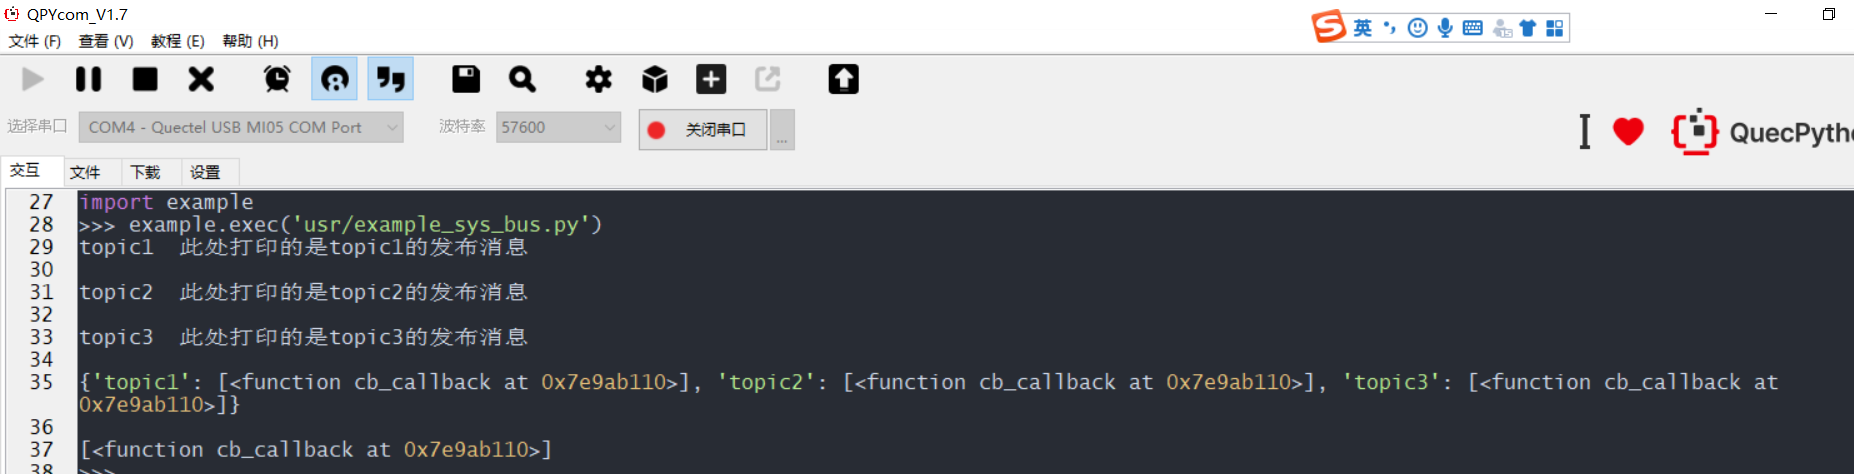 QPYcom_V1.7
文件 (F) 查看 (V) 教程 (E) 帮助 (H)
英
选择串口 COM4 - Quectel USB MI05 COM Port 波特率 57600 关闭串口 ...
QuecPytho
交互 文件 下载 设置
27 import example
28 >>> example.exec('usr/example_sys_bus.py')
29 topic1 此处打印的是topic1的发布消息
30
31 topic2 此处打印的是topic2的发布消息
32
33 topic3 此处打印的是topic3的发布消息
34
35 {'topic1': [<function cb_callback at 0x7e9ab110>], 'topic2': [<function cb_callback at 0x7e9ab110>], 'topic3': [<function cb_callback at
0x7e9ab110>]}
36
37 [<function cb_callback at 0x7e9ab110>]
38 >>>